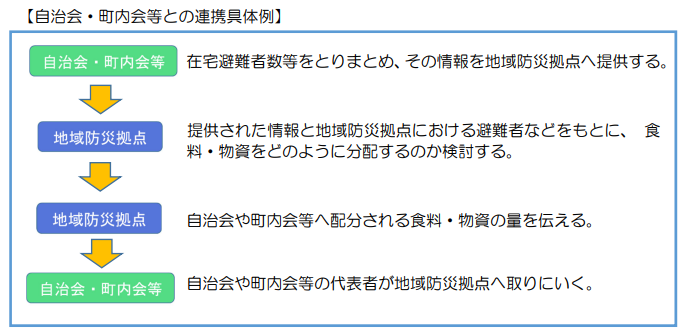 【自治会・町内会等との連携具体例】
自治会・町内会等
在宅避難者数等をとりまとめ、その情報を地域防災拠点へ提供する。
地域防災拠点
提供された情報と地域防災拠点における避難者などをもとに、 食
料・物資をどのように分配するのか検討する。
地域防災拠点
自治会や町内会等へ配分される食料・物資の量を伝える。
自治会・町内会等
自治会や町内会等の代表者が地域防災拠点へ取りにいく。